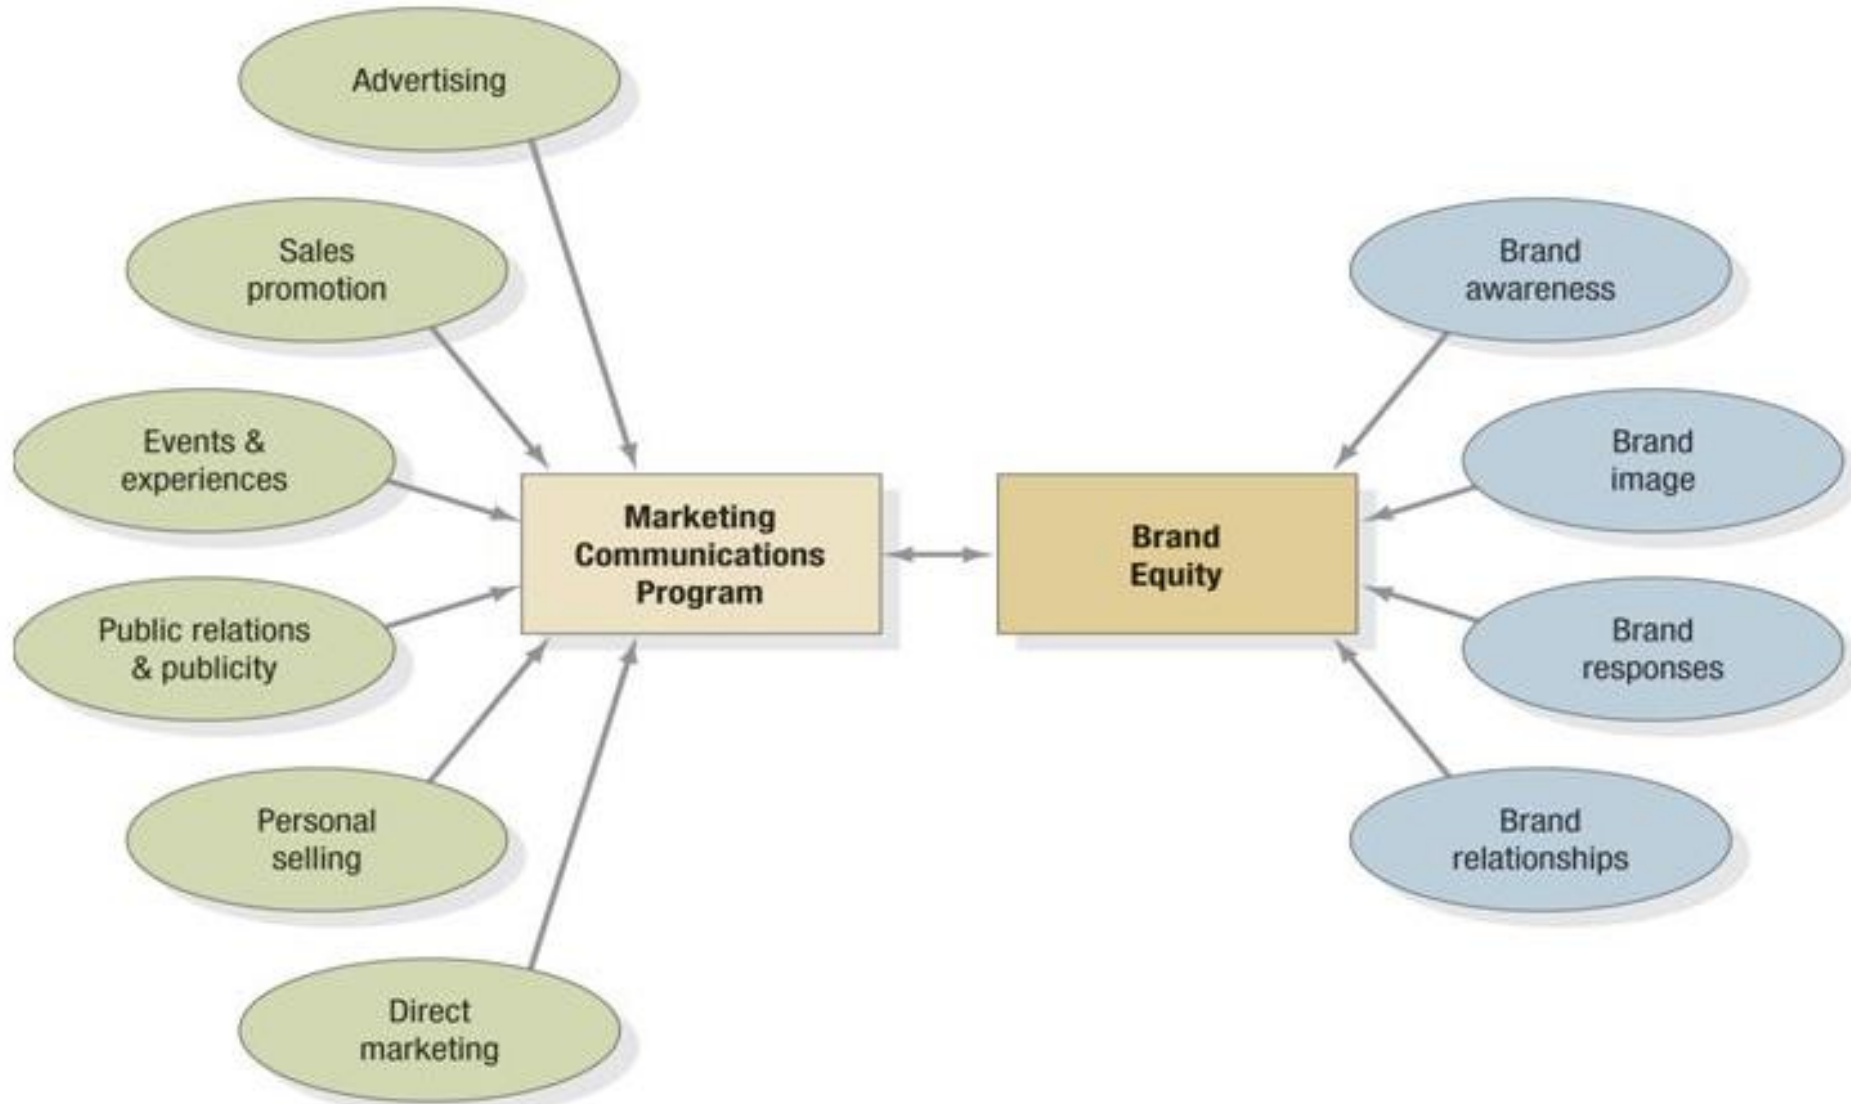 Advertising
Sales
promotion
Events &
experiences
Public relations
& publicity
Personal
selling
Direct
marketing
Marketing
Communications
Program
Brand
Equity
Brand
awareness
Brand
image
Brand
responses
Brand
relationships